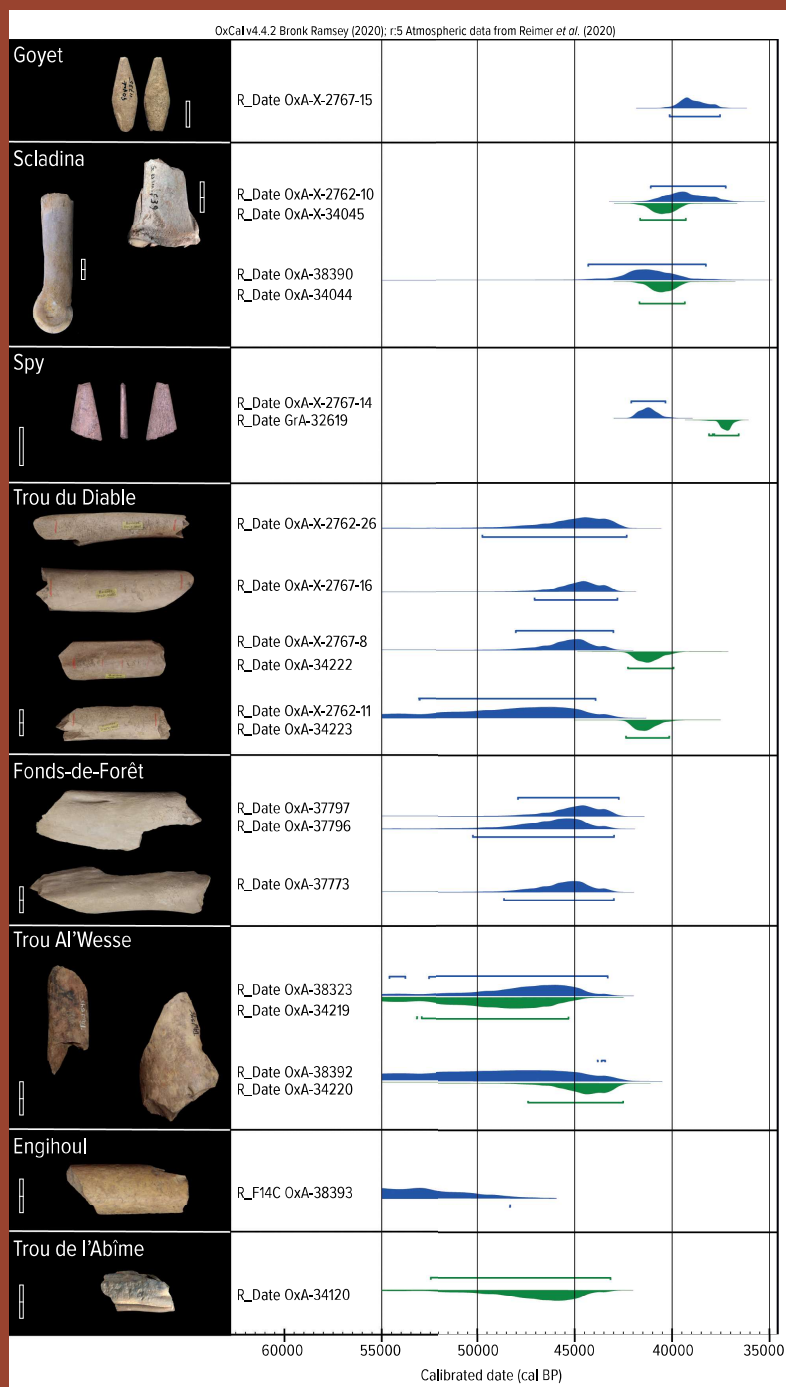 OxCal v4.4.2 Bronk Ramsey (2020); r:5 Atmospheric data from Reimer et al. (2020)
Goyet
R_Date OxA-X-2767-15
Scladina
R_Date OxA-X-2762-10
R_Date OxA-X-34045
R_Date OxA-38390
R_Date OxA-34044
Spy
R_Date OxA-X-2767-14
R_Date GrA-32619
Trou du Diable
R_Date OxA-X-2762-26
R_Date OxA-X-2767-16
R_Date OxA-X-2767-8
R_Date OxA-34222
R_Date OxA-X-2762-11
R_Date OxA-34223
Fonds-de-Forêt
R_Date OxA-37797
R_Date OxA-37796
R_Date OxA-37773
Trou Al’Wesse
R_Date OxA-38323
R_Date OxA-34219
R_Date OxA-38392
R_Date OxA-34220
Engihoul
R_F14C OxA-38393
Trou de l’Abîme
R_Date OxA-34120
60000 55000 50000 45000 40000 35000
Calibrated date (cal BP)